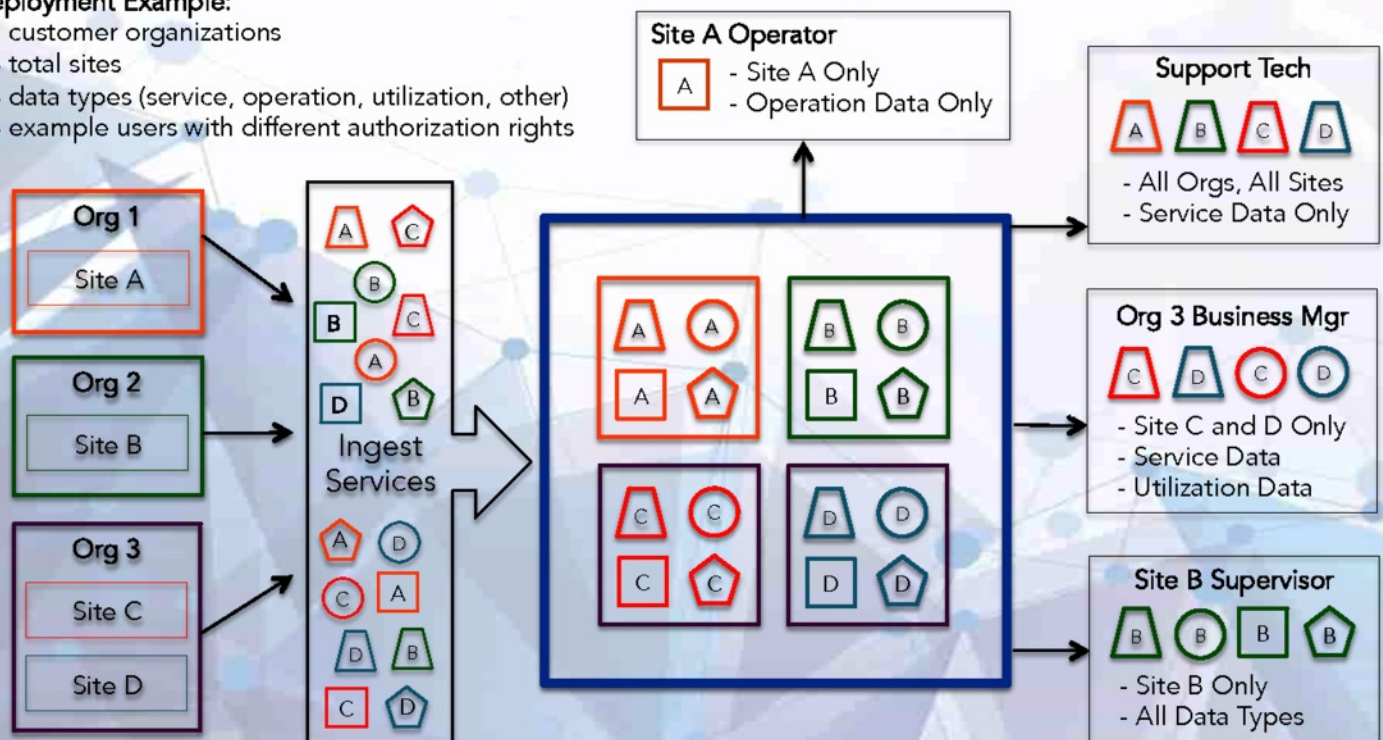 eployment Example:
customer organizations
total sites
data types (service, operation, utilization, other)
example users with different authorization rights
Org 1
Site A
Org 2
Site B
Org 3
Site C
Site D
A
C
B
B
C
A
D
B
Ingest
Services
A
D
C
A
D
B
C
D
Site A Operator
A
- Site A Only
- Operation Data Only
A
A
B
B
A
A
B
B
C
C
D
D
C
C
D
D
Support Tech
A B C D
- All Orgs, All Sites
- Service Data Only
Org 3 Business Mgr
C D C D
- Site C and D Only
- Service Data
- Utilization Data
Site B Supervisor
B B B B
- Site B Only
- All Data Types